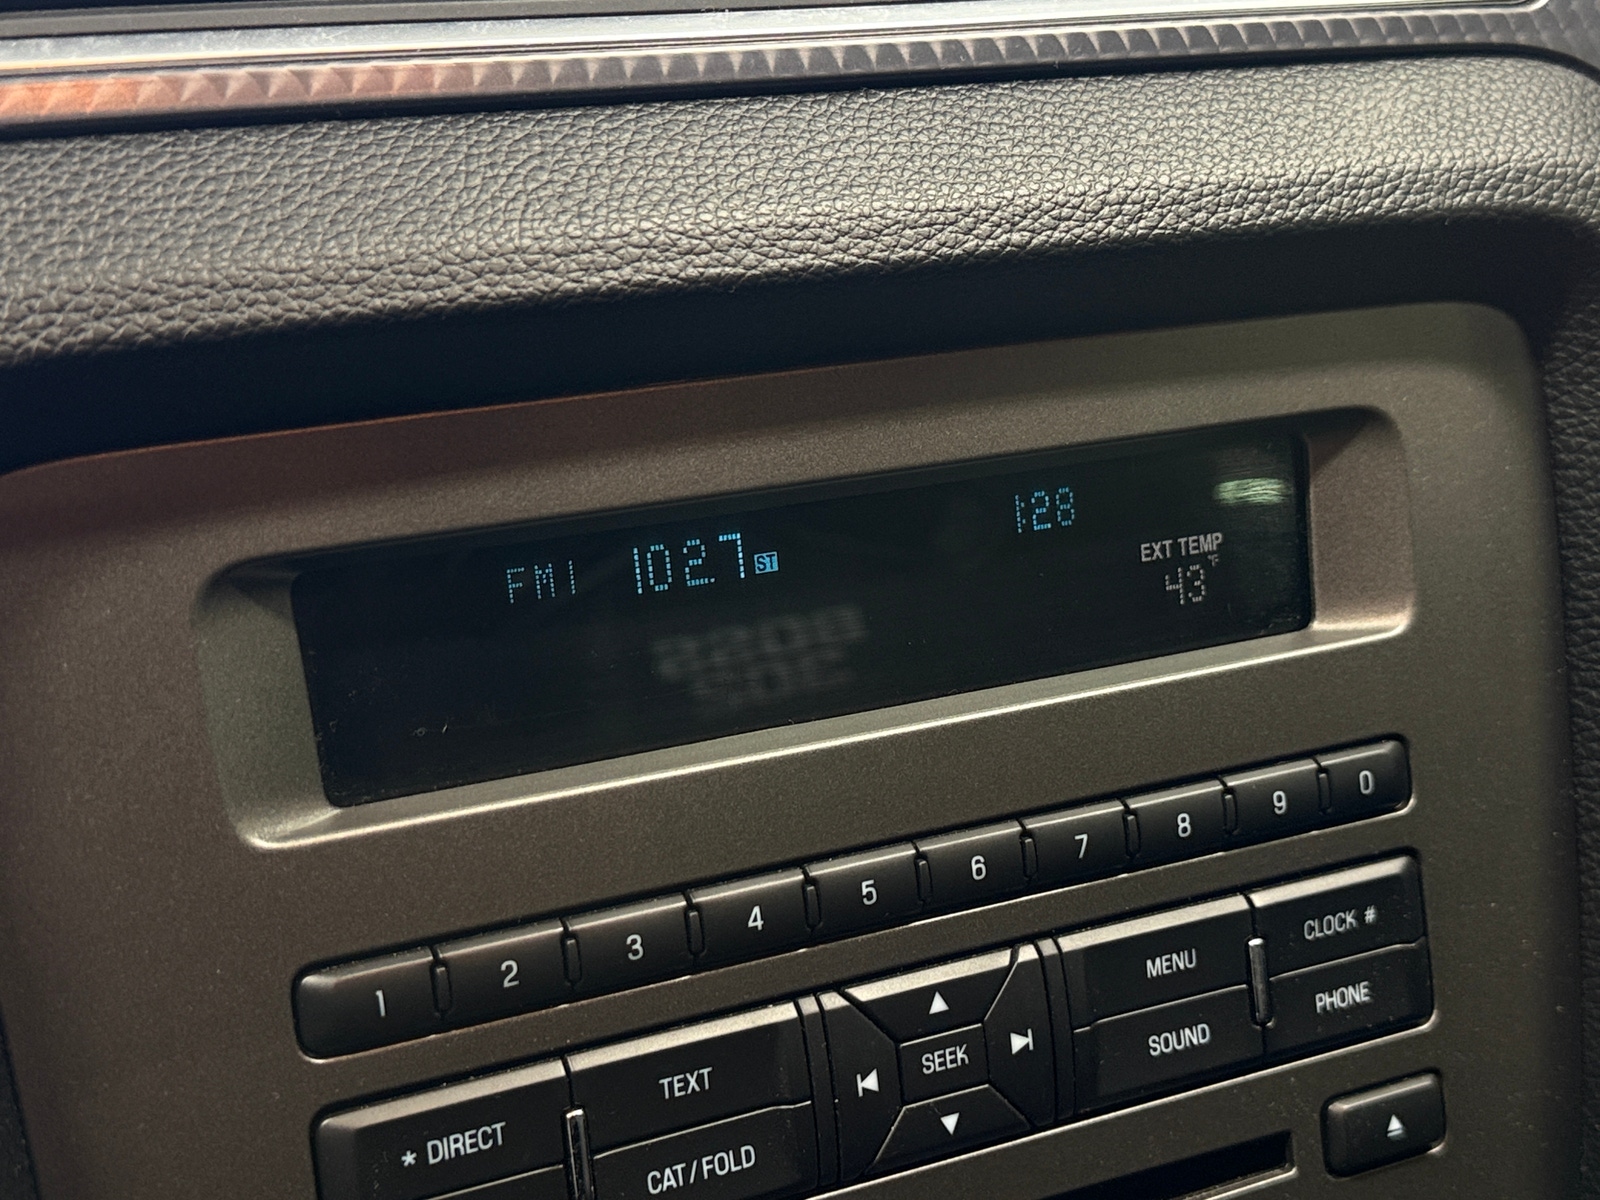 FM1 102.7 ST
1:28
EXT TEMP
43°F
1 2 3 4 5 6 7 8 9 0
MENU CLOCK #
SOUND PHONE
SEEK
TEXT
* DIRECT
CAT / FOLD